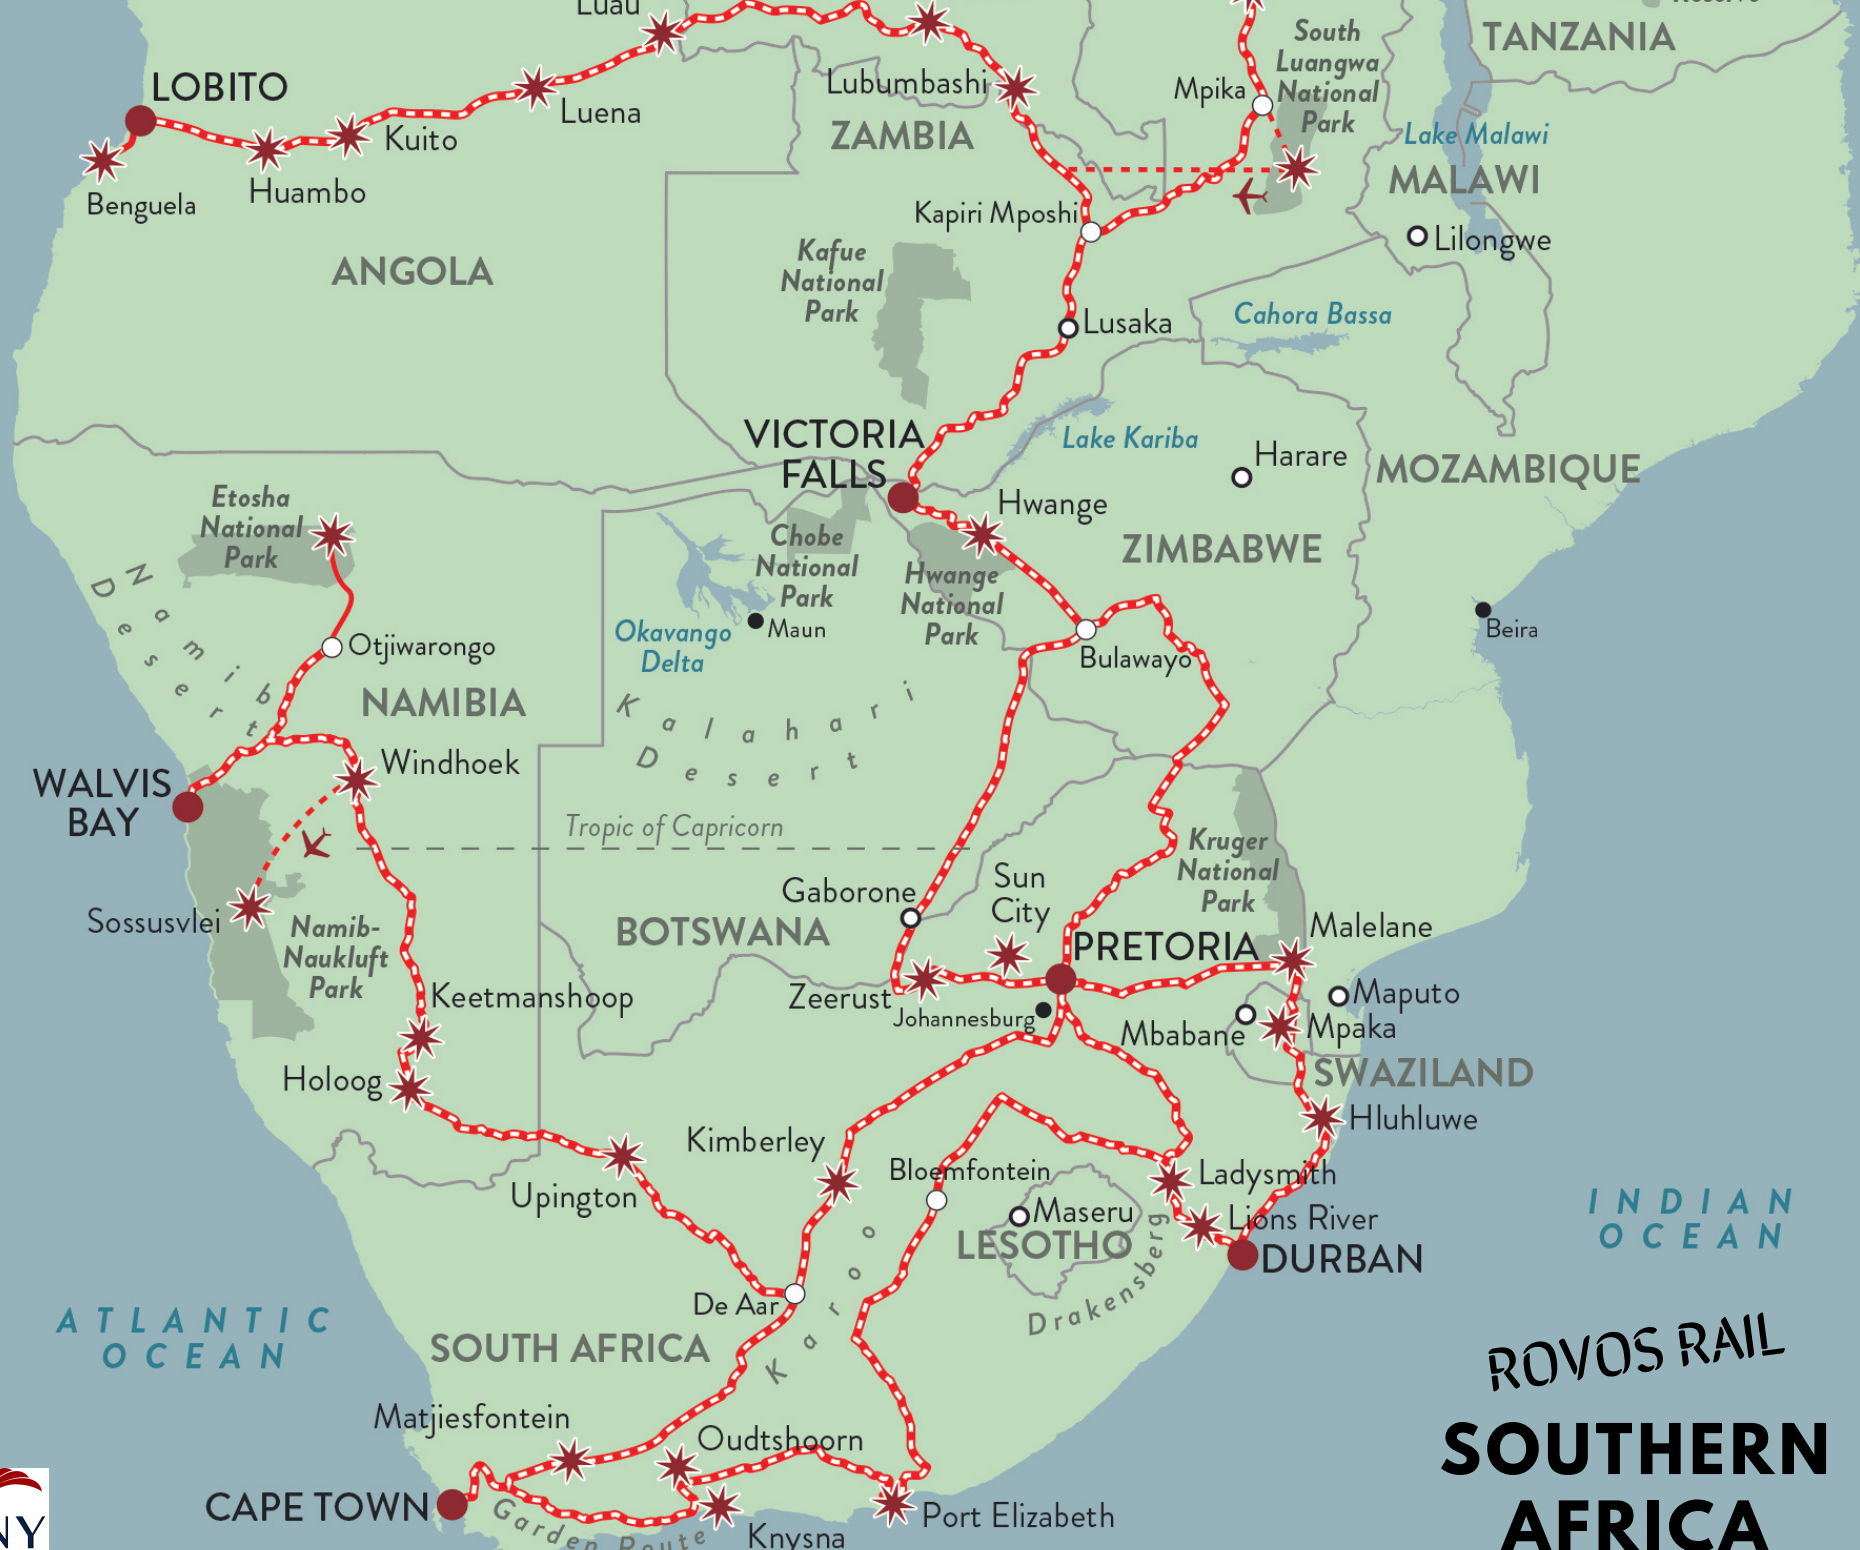 Luau
TANZANIA
South
Luangwa
National
Park
LOBITO
Lubumbashi
Mpika
Luena
ZAMBIA
Kuito
Lake Malawi
MALAWI
Huambo
Benguela
Kapiri Mposhi
Lilongwe
Kafue
National
Park
ANGOLA
Cahora Bassa
Lusaka
VICTORIA
FALLS
Lake Kariba
Harare
MOZAMBIQUE
Etosha
National
Park
Hwange
Chobe
National
Park
ZIMBABWE
Hwange
National
Park
Namib
Desert
Okavango
Delta
Maun
Beira
Otjiwarongo
Bulawayo
NAMIBIA
Kalahari
Desert
Windhoek
WALVIS
BAY
Tropic of Capricorn
Kruger
National
Park
Sun
City
Gaborone
Sossusvlei
Namib-
Naukluft
Park
BOTSWANA
Malelane
PRETORIA
Keetmanshoop
Zeerust
Johannesburg
Maputo
Mbabane
Mpaka
SWAZILAND
Holoog
Hluhluwe
Kimberley
Bloemfontein
Ladysmith
Upington
Maseru
LESOTHO
Lions River
DURBAN
INDIAN
OCEAN
Drakensberg
De Aar
Karoo
ATLANTIC
OCEAN
SOUTH AFRICA
ROVOS RAIL
Matjiesfontein
Oudtshoorn
SOUTHERN
AFRICA
CAPE TOWN
Garden Route
Knysna
Port Elizabeth
NY